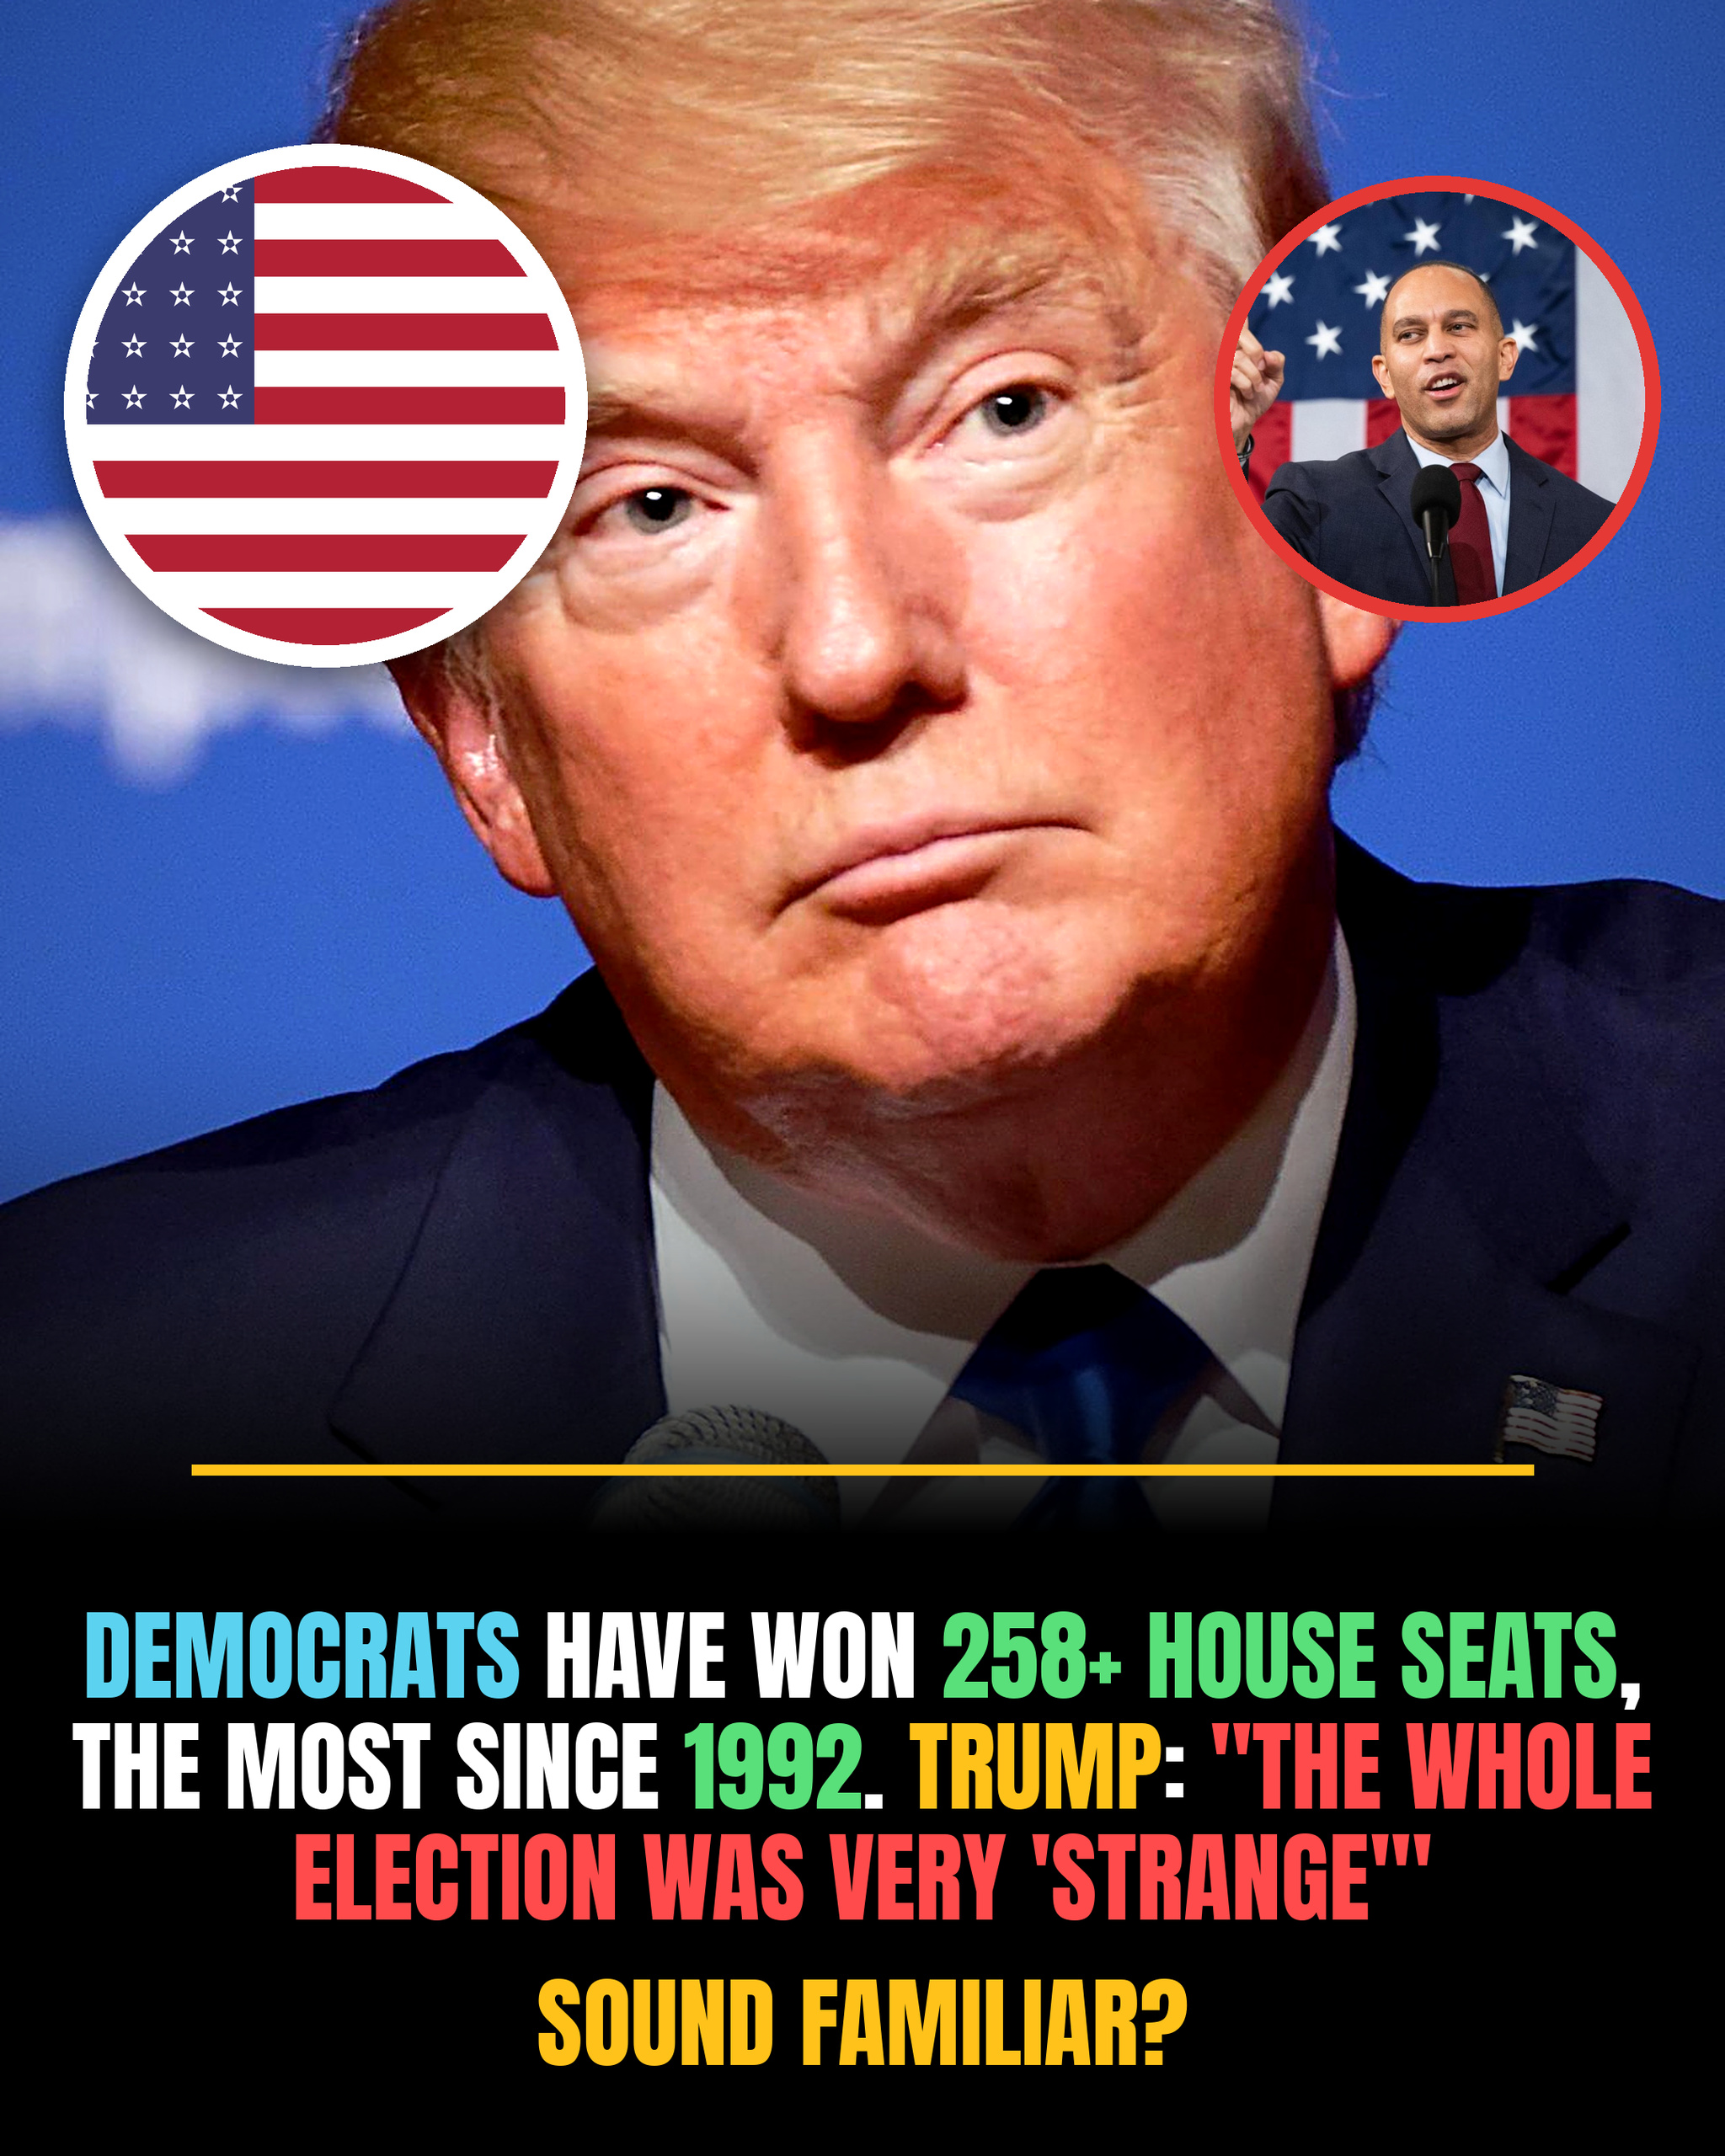 DEMOCRATS HAVE WON 258+ HOUSE SEATS,
THE MOST SINCE 1992. TRUMP: "THE WHOLE
ELECTION WAS VERY 'STRANGE'"
SOUND FAMILIAR?